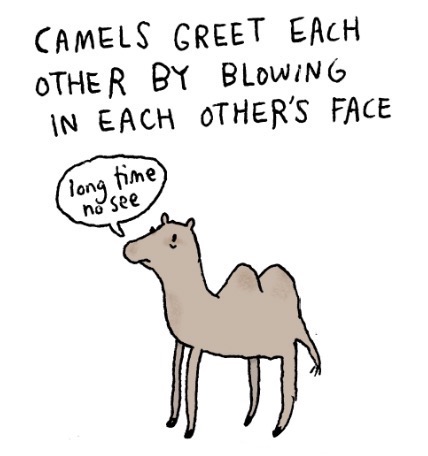 CAMELS GREET EACH
OTHER BY BLOWING
IN EACH OTHER'S FACE
long time
no see